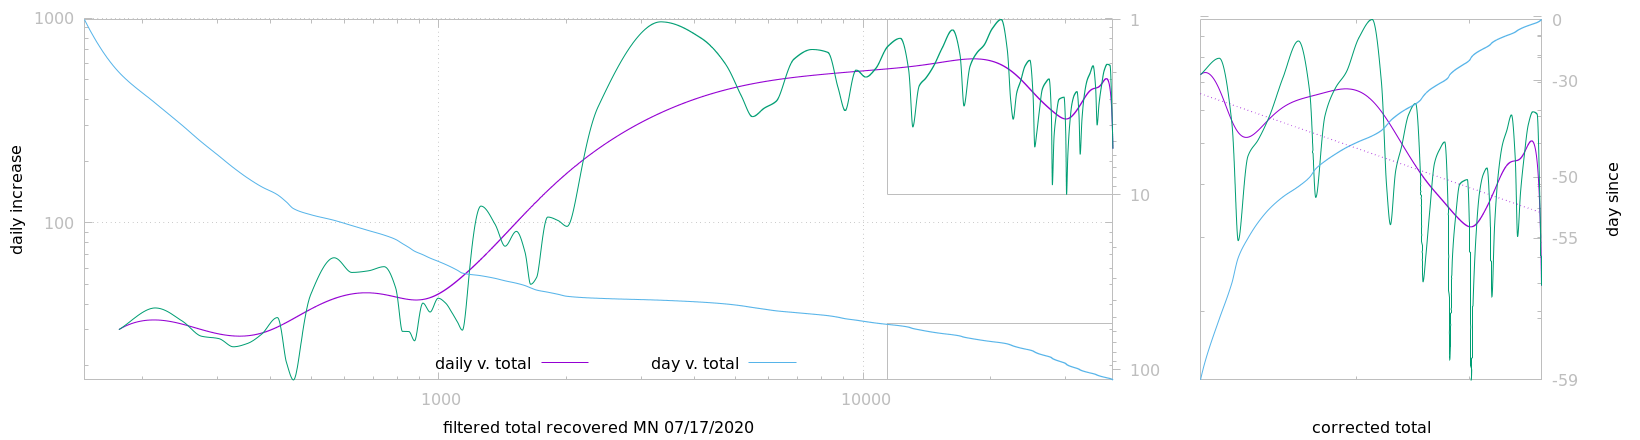 1000
100
daily increase
1
10
100
daily v. total
day v. total
1000
10000
filtered total recovered MN 07/17/2020
0
-30
-50
-55
-59
day since
corrected total